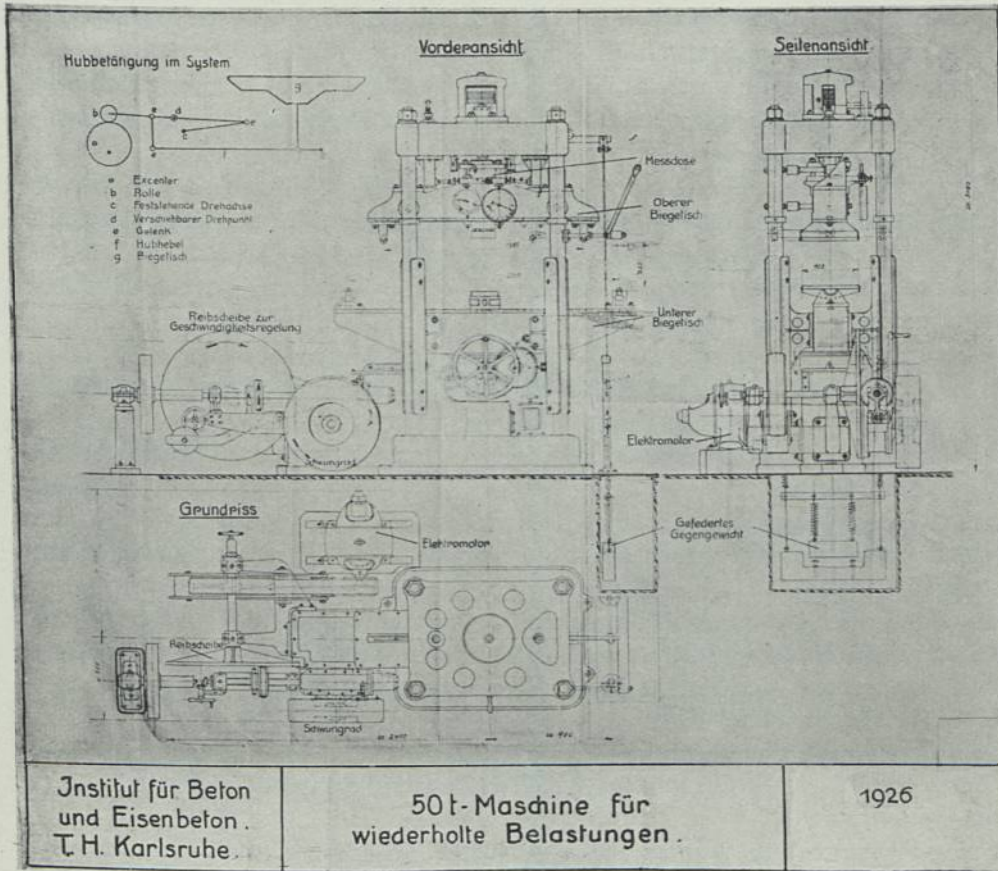 Hubbetätigung im System
g
b
e
d
c
e
a
e
f
a Excenter
b Rolle
c Feststehende Drehachse
d Verschiebbarer Drehpunkt
e Gelenk
f Hubhebel
g Biegetisch
Vorderansicht
Messdose
Oberer
Biegetisch
Unterer
Biegetisch
Reibscheibe zur
Geschwindigkeitsregelung
Schwungrad
Seitenansicht
Elektromotor
Gefedertes
Gegengewicht
Grundriss
Elektromotor
Reibscheibe
Schwungrad
Institut für Beton
und Eisenbeton.
T.H. Karlsruhe.
50t-Maschine für
wiederholte Belastungen.
1926